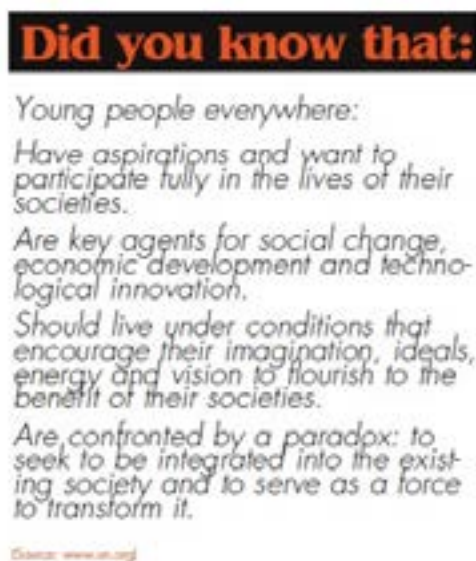 Did you know that:
Young people everywhere:
Have aspirations and want to
participate fully in the lives of their
societies.
Are key agents for social change,
economic development and techno-
logical innovation.
Should live under conditions that
encourage their imagination, ideals,
energy and vision to flourish to the
benefit of their societies.
Are confronted by a paradox: to
seek to be integrated into the exist-
ing society and to serve as a force
to transform it.